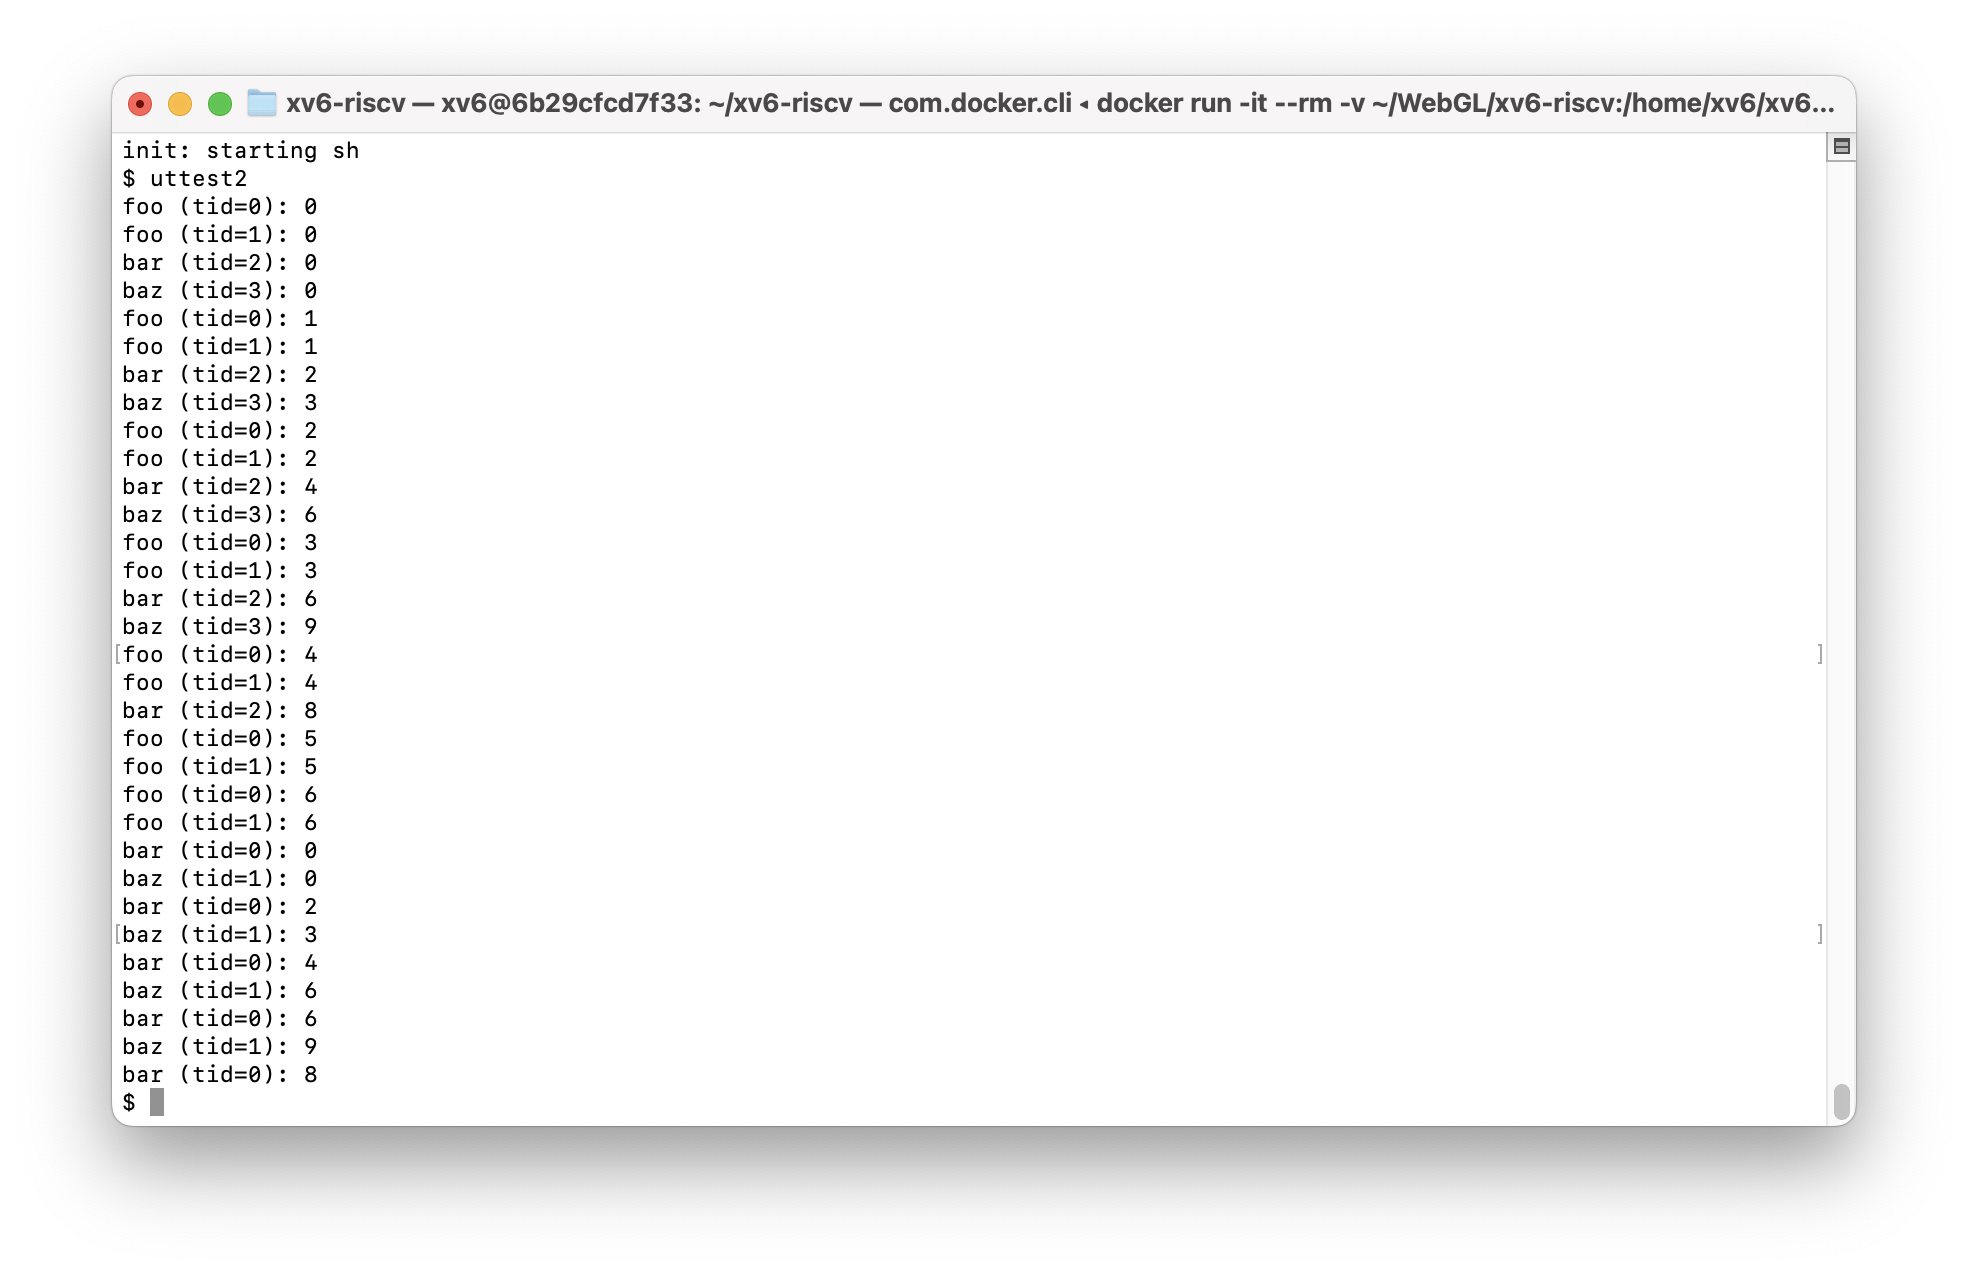 xv6-riscv — xv6@6b29cfcd7f33: ~/xv6-riscv — com.docker.cli ◂ docker run -it --rm -v ~/WebGL/xv6-riscv:/home/xv6/xv6...
init: starting sh
$ uttest2
foo (tid=0): 0
foo (tid=1): 0
bar (tid=2): 0
baz (tid=3): 0
foo (tid=0): 1
foo (tid=1): 1
bar (tid=2): 2
baz (tid=3): 3
foo (tid=0): 2
foo (tid=1): 2
bar (tid=2): 4
baz (tid=3): 6
foo (tid=0): 3
foo (tid=1): 3
bar (tid=2): 6
baz (tid=3): 9
[foo (tid=0): 4 ]
foo (tid=1): 4
bar (tid=2): 8
foo (tid=0): 5
foo (tid=1): 5
foo (tid=0): 6
foo (tid=1): 6
bar (tid=0): 0
baz (tid=1): 0
bar (tid=0): 2
[baz (tid=1): 3 ]
bar (tid=0): 4
baz (tid=1): 6
bar (tid=0): 6
baz (tid=1): 9
bar (tid=0): 8
$